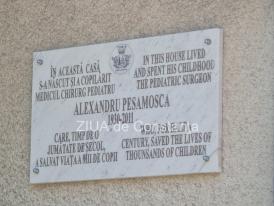 ÎN ACEASTĂ CASĂ
S-A NĂSCUT ȘI A COPILĂRIT
MEDICUL CHIRURG PEDIATRU
IN THIS HOUSE LIVED
AND SPENT HIS CHILDHOOD
THE PEDIATRIC SURGEON
ALEXANDRU PESAMOSCA
1930-2011
ZIUA de Constanta
CARE, TIMP DE O
JUMĂTATE DE SECOL,
A SALVAT VIAȚA A MII DE COPII
CENTURY, SAVED THE LIVES OF
THOUNSANDS OF CHILDREN